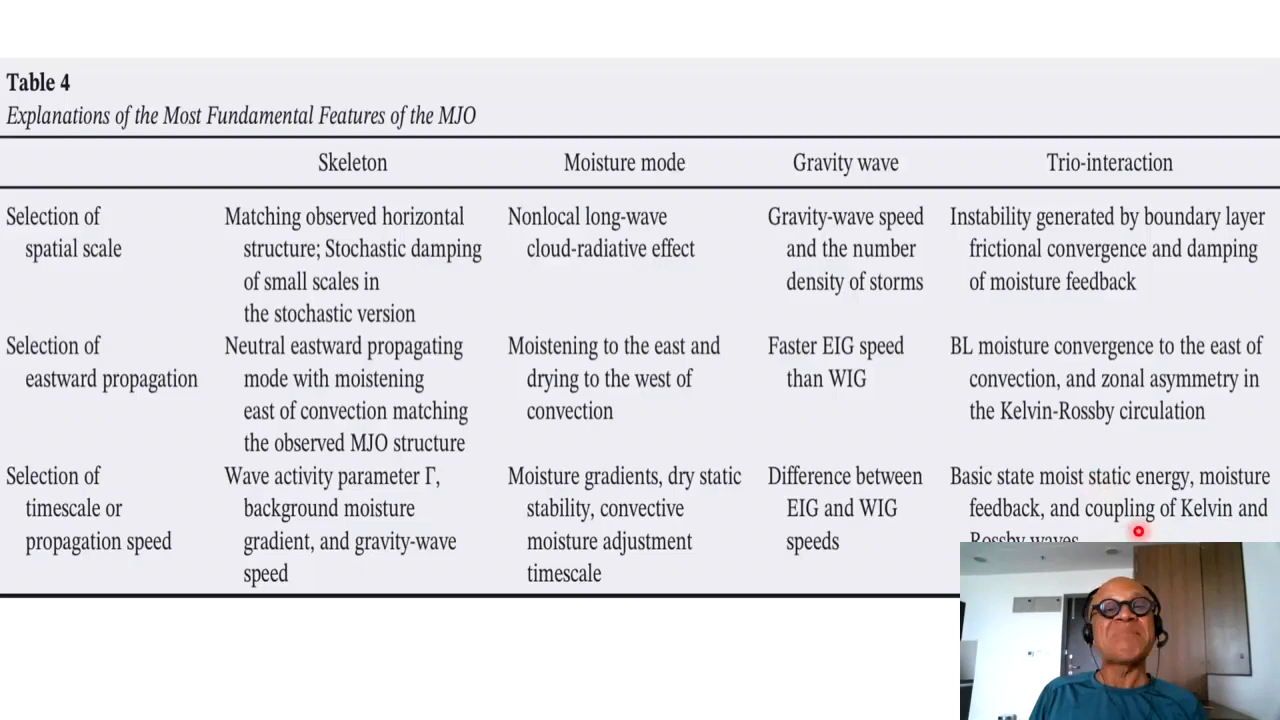 Table 4
Explanations of the Most Fundamental Features of the MJO
Skeleton Moisture mode Gravity wave Trio-interaction
Selection of
spatial scale
Matching observed horizontal
structure; Stochastic damping
of small scales in
the stochastic version
Nonlocal long-wave
cloud-radiative effect
Gravity-wave speed
and the number
density of storms
Instability generated by boundary layer
frictional convergence and damping
of moisture feedback
Selection of
eastward propagation
Neutral eastward propagating
mode with moistening
east of convection matching
the observed MJO structure
Moistening to the east and
drying to the west of
convection
Faster EIG speed
than WIG
BL moisture convergence to the east of
convection, and zonal asymmetry in
the Kelvin-Rossby circulation
Selection of
timescale or
propagation speed
Wave activity parameter Γ,
background moisture
gradient, and gravity-wave
speed
Moisture gradients, dry static
stability, convective
moisture adjustment
timescale
Difference between
EIG and WIG
speeds
Basic state moist static energy, moisture
feedback, and coupling of Kelvin and
Rossby waves